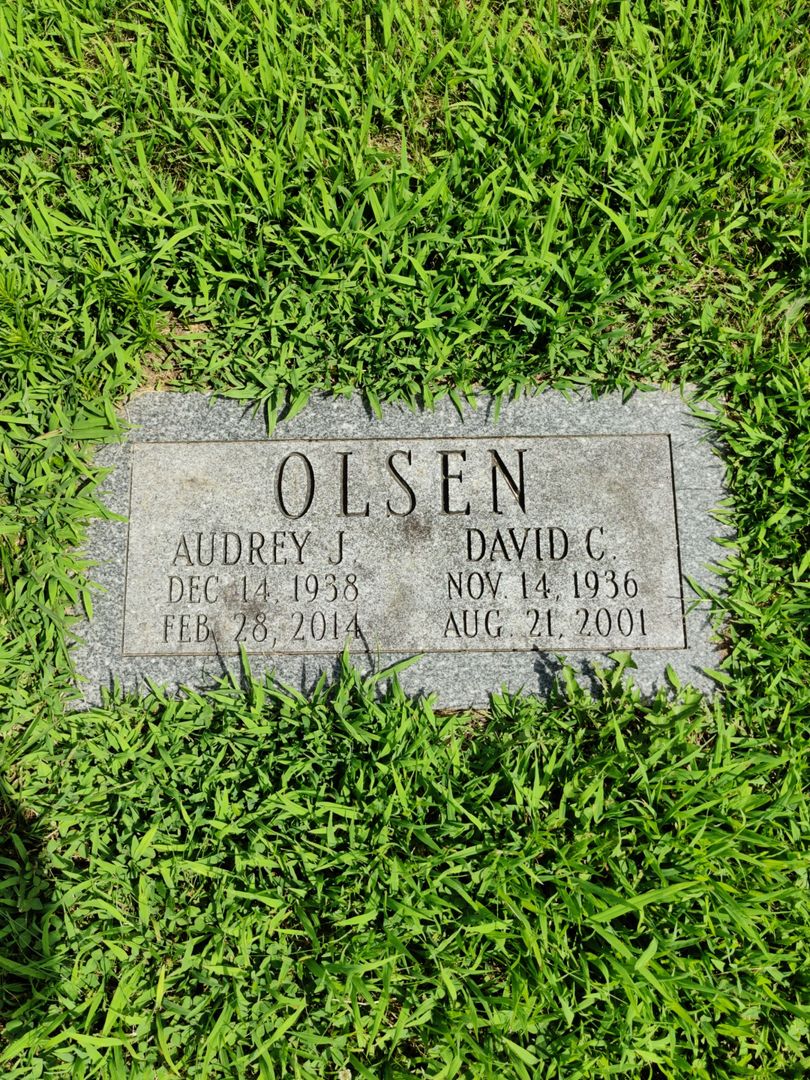 OLSEN
AUDREY J.
DEC. 14, 1938
FEB. 28, 2014
DAVID C.
NOV. 14, 1936
AUG. 21, 2001